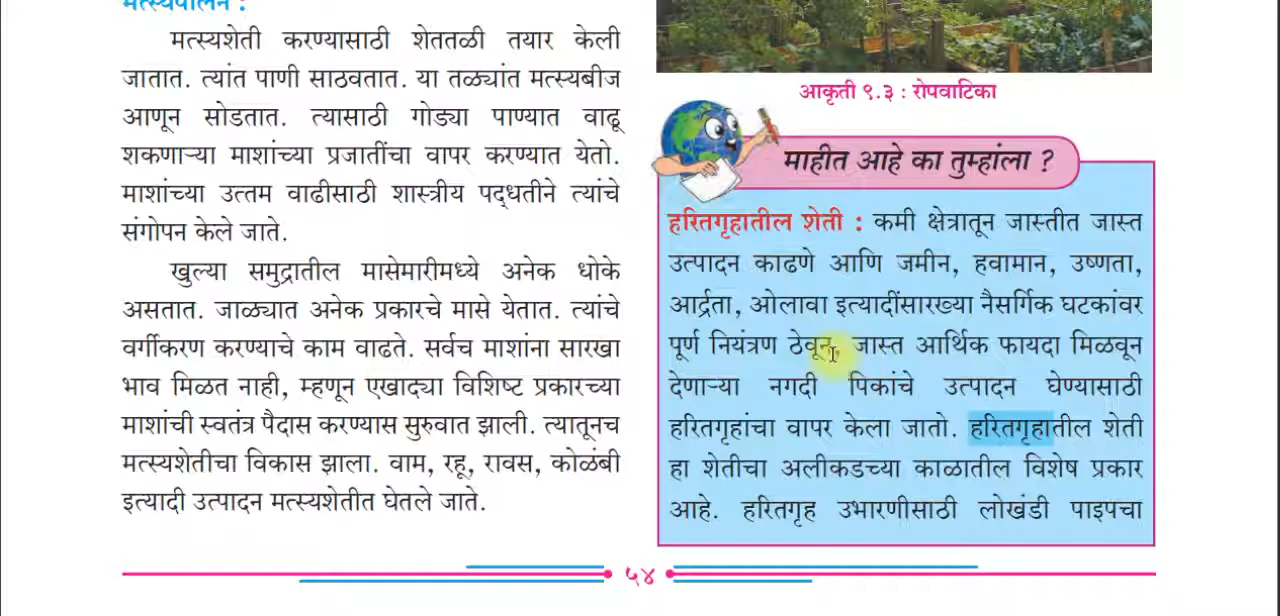 मत्स्यपालन :
मत्स्यशेती करण्यासाठी शेततळी तयार केली
जातात. त्यांत पाणी साठवतात. या तळ्यांत मत्स्यबीज
आणून सोडतात. त्यासाठी गोड्या पाण्यात वाढू
शकणाऱ्या माशांच्या प्रजातींचा वापर करण्यात येतो.
माशांच्या उत्तम वाढीसाठी शास्त्रीय पद्धतीने त्यांचे
संगोपन केले जाते.
खुल्या समुद्रातील मासेमारीमध्ये अनेक धोके
असतात. जाळ्यात अनेक प्रकारचे मासे येतात. त्यांचे
वर्गीकरण करण्याचे काम वाढते. सर्वच माशांना सारखा
भाव मिळत नाही, म्हणून एखाद्या विशिष्ट प्रकारच्या
माशांची स्वतंत्र पैदास करण्यास सुरुवात झाली. त्यातूनच
मत्स्यशेतीचा विकास झाला. वाम, रहू, रावस, कोळंबी
इत्यादी उत्पादन मत्स्यशेतीत घेतले जाते.
आकृती ९.३ : रोपवाटिका
माहीत आहे का तुम्हांला ?
हरितगृहातील शेती : कमी क्षेत्रातून जास्तीत जास्त
उत्पादन काढणे आणि जमीन, हवामान, उष्णता,
आर्द्रता, ओलावा इत्यादींसारख्या नैसर्गिक घटकांवर
पूर्ण नियंत्रण ठेवून, जास्त आर्थिक फायदा मिळवून
देणाऱ्या नगदी पिकांचे उत्पादन घेण्यासाठी
हरितगृहांचा वापर केला जातो. हरितगृहातील शेती
हा शेतीचा अलीकडच्या काळातील विशेष प्रकार
आहे. हरितगृह उभारणीसाठी लोखंडी पाइपचा
५४